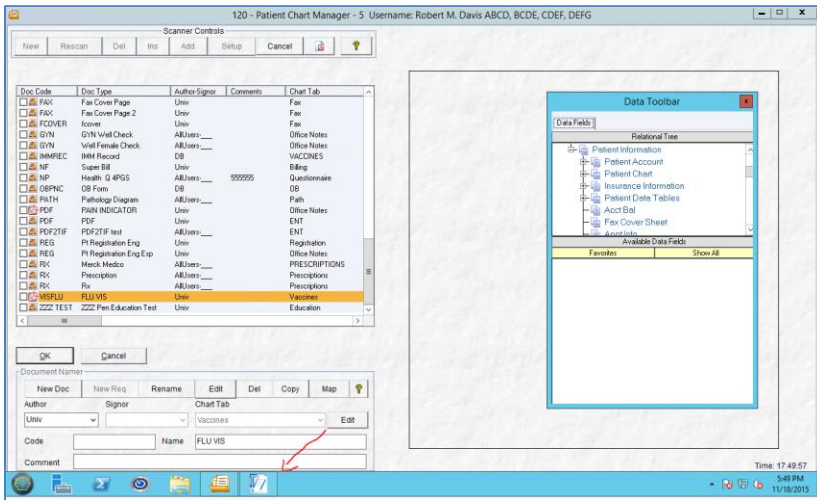 120 - Patient Chart Manager - 5 Username: Robert M. Davis ABCD, BCDE, CDEF, DEFG
Scanner Controls
New Rescan Del Ins Add Setup Cancel ?
Doc Code Doc Type Author-Signor Comments Chart Tab
FAX Fax Cover Page Univ Fax
FAX Fax Cover Page 2 Univ Fax
FCOVER fcover Univ Fax
GYN GYN Well Check AllUsers-___ Office Notes
GYN Well Female Check AllUsers-___ Office Notes
IMMREC IMM Record DB VACCINES
NF Super Bill Univ Billing
NP Health Q 4PGS AllUsers-___ 555555 Questionnaire
OBPNC OB Form DB OB
PATH Pathology Diagram AllUsers-___ Path
PDF PAIN INDICATOR Univ Office Notes
PDF PDF Univ ENT
PDF2TIF PDF2TIF test AllUsers-___ ENT
REG Pt Registration Eng Univ Registration
REG Pt Registration Eng Esp Univ Office Notes
RX Merck Medco AllUsers-___ PRESCRIPTIONS
RX Prescription AllUsers-___ Prescriptions
RX Rx AllUsers-___ Prescriptions
VISFLU FLU VIS Univ Vaccines
ZZZ TEST ZZZ Pen Education Test Univ Education
OK Cancel
Document Namer
New Doc New Req Rename Edit Del Copy Map ?
Author Signor Chart Tab
Univ Vaccines Edit
Code Name FLU VIS
Comment
Data Toolbar
Data Fields
Relational Tree
Patient Information
Patient Account
Patient Chart
Insurance Information
Patient Data Tables
Acct Bal
Fax Cover Sheet
Appt Info
Available Data Fields
Favorites Show All
Time: 17:49:57
5:49 PM
11/18/2015